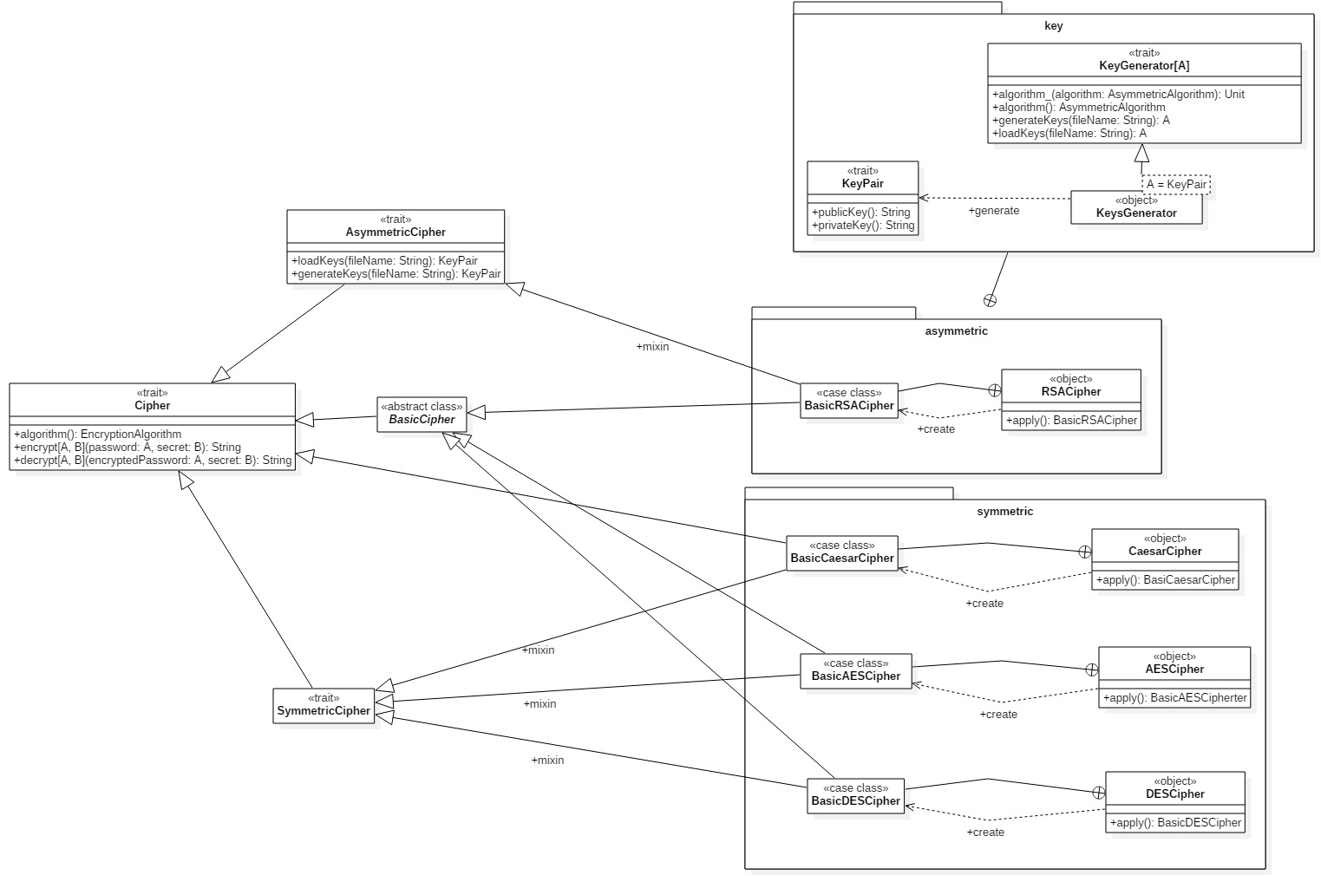 key
«trait»
KeyGenerator[A]
+algorithm_(algorithm: AsymmetricAlgorithm): Unit
+algorithm(): AsymmetricAlgorithm
+generateKeys(fileName: String): A
+loadKeys(fileName: String): A
«trait»
KeyPair
+publicKey(): String
+privateKey(): String
+generate
A = KeyPair
«object»
KeysGenerator
«trait»
AsymmetricCipher
+loadKeys(fileName: String): KeyPair
+generateKeys(fileName: String): KeyPair
+mixin
asymmetric
«case class»
BasicRSACipher
+create
«object»
RSACipher
+apply(): BasicRSACipher
«trait»
Cipher
+algorithm(): EncryptionAlgorithm
+encrypt[A, B](password: A, secret: B): String
+decrypt[A, B](encryptedPassword: A, secret: B): String
«abstract class»
BasicCipher
symmetric
«case class»
BasicCaesarCipher
+create
«object»
CaesarCipher
+apply(): BasiCaesarCipher
+mixin
«case class»
BasicAESCipher
+create
«object»
AESCipher
+apply(): BasicAESCipherter
«trait»
SymmetricCipher
+mixin
+mixin
«case class»
BasicDESCipher
+create
«object»
DESCipher
+apply(): BasicDESCipher